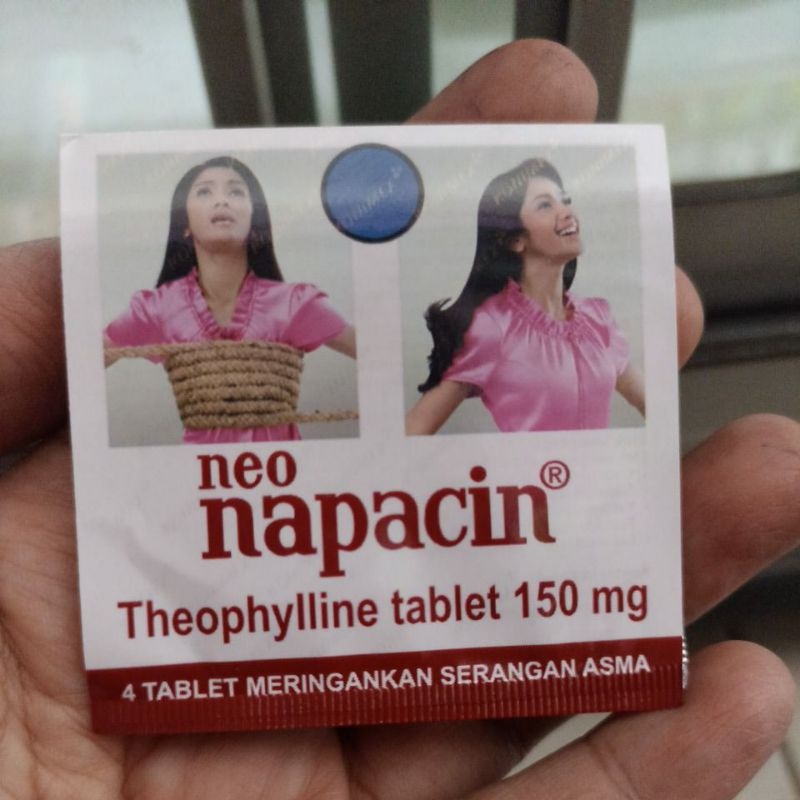 neo
napacin®
Theophylline tablet 150 mg
4 TABLET MERINGANKAN SERANGAN ASMA